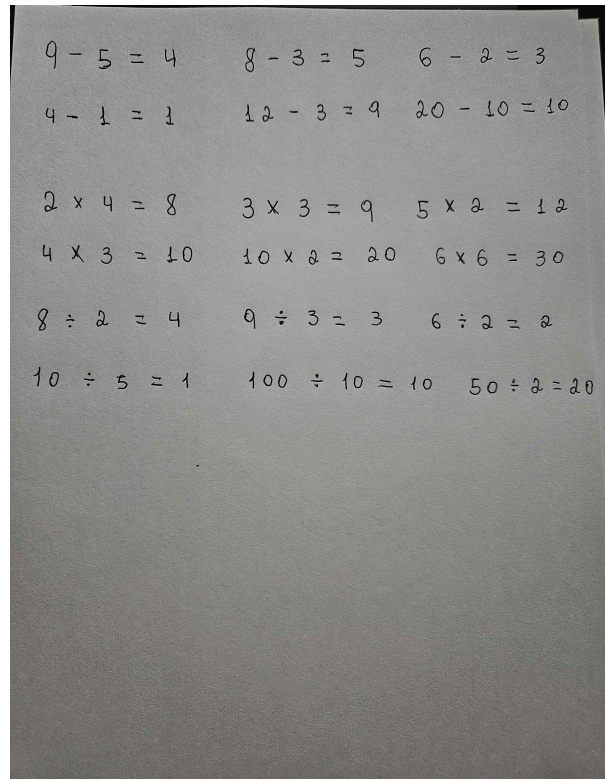 9 - 5 = 4 8 - 3 = 5 6 - 2 = 3
4 - 1 = 1 12 - 3 = 9 20 - 10 = 10
2 × 4 = 8 3 × 3 = 9 5 × 2 = 12
4 × 3 = 10 10 × 2 = 20 6 × 6 = 30
8 ÷ 2 = 4 9 ÷ 3 = 3 6 ÷ 2 = 2
10 ÷ 5 = 1 100 ÷ 10 = 10 50 ÷ 2 = 20